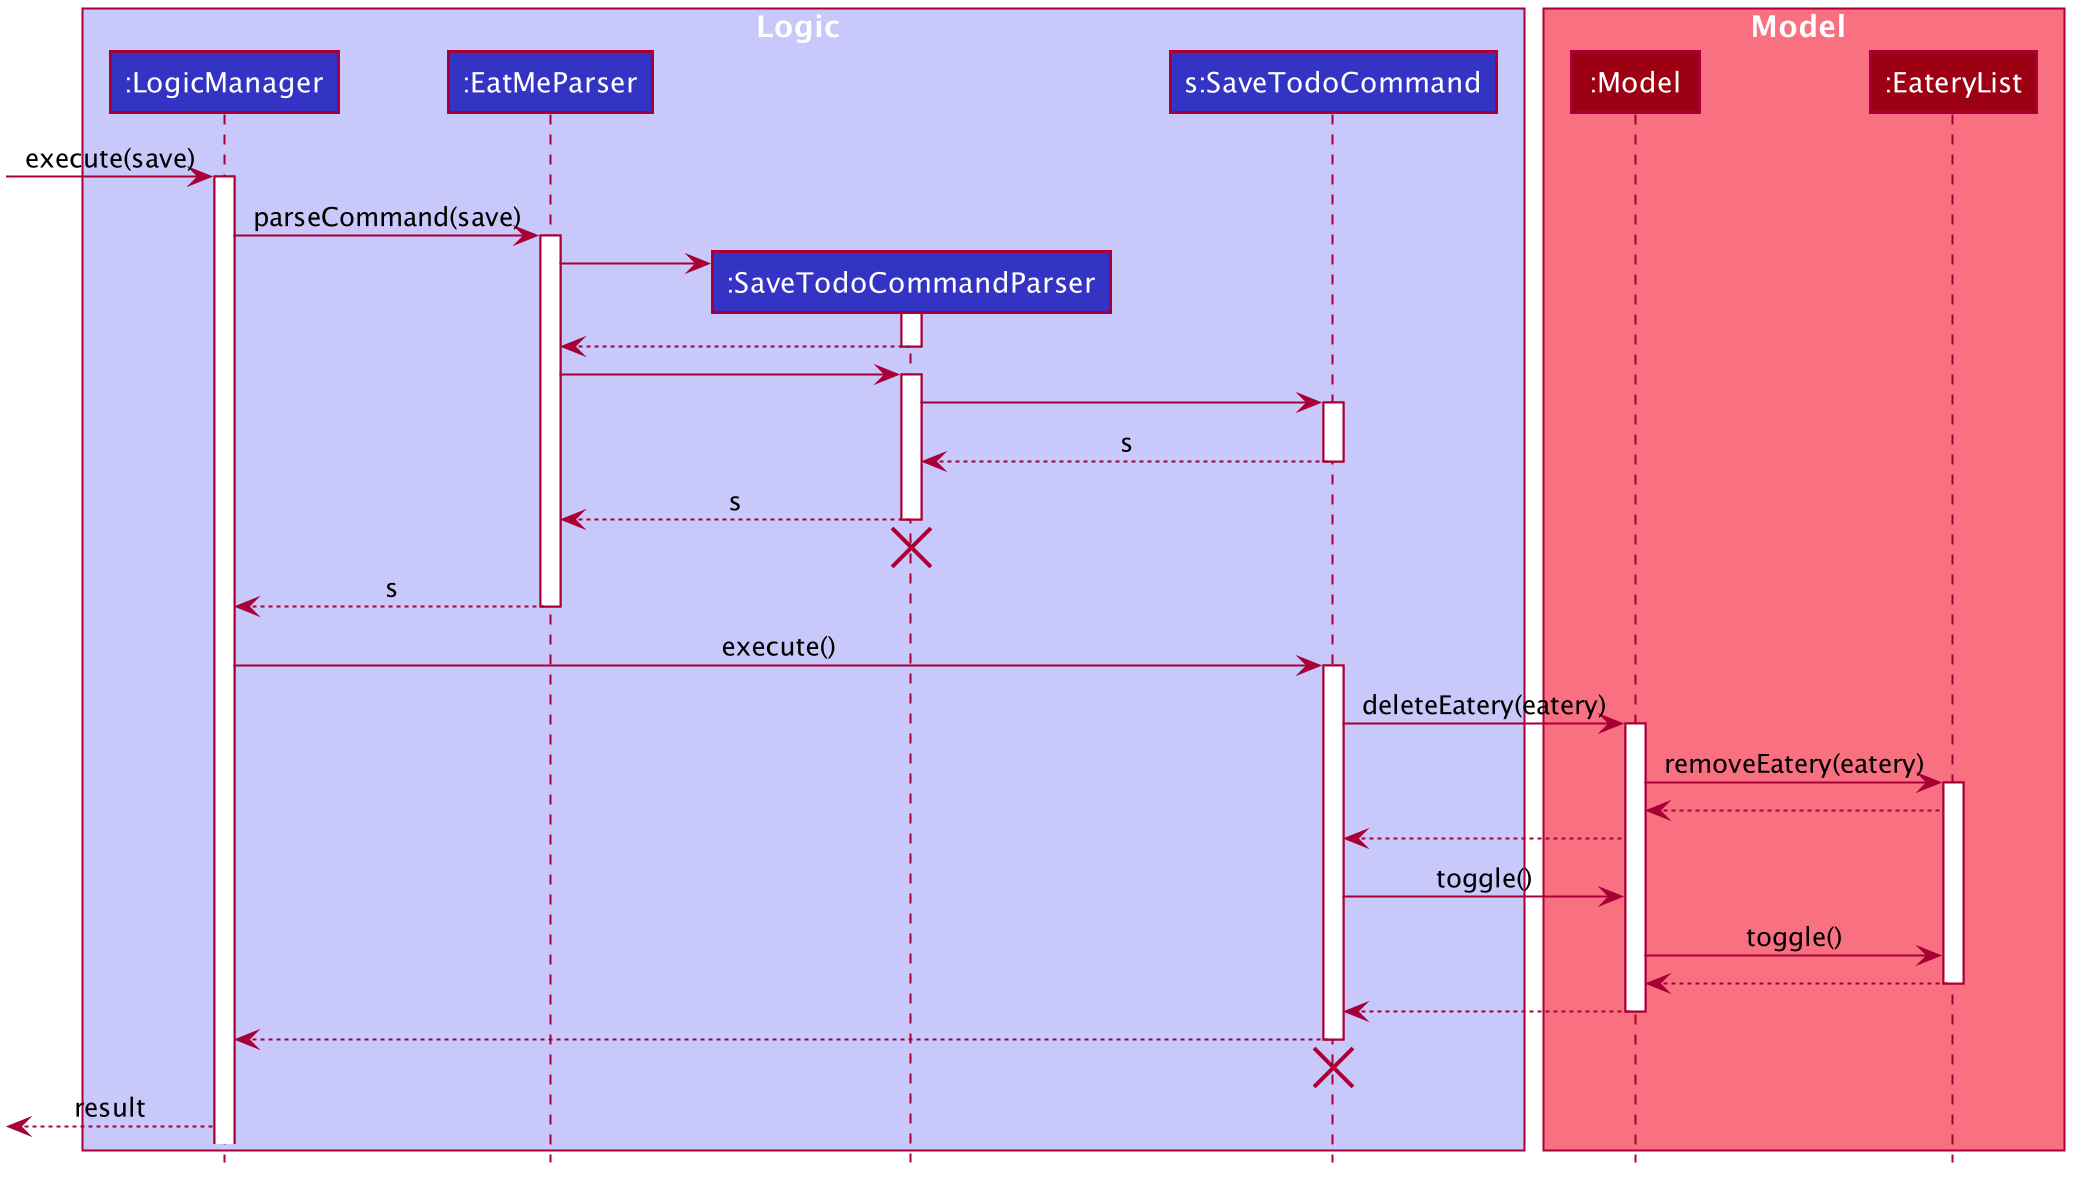 Logic
Model
:LogicManager
:EatMeParser
s:SaveTodoCommand
:Model
:EateryList
execute(save)
parseCommand(save)
:SaveTodoCommandParser
s
s
s
execute()
deleteEatery(eatery)
removeEatery(eatery)
toggle()
toggle()
result